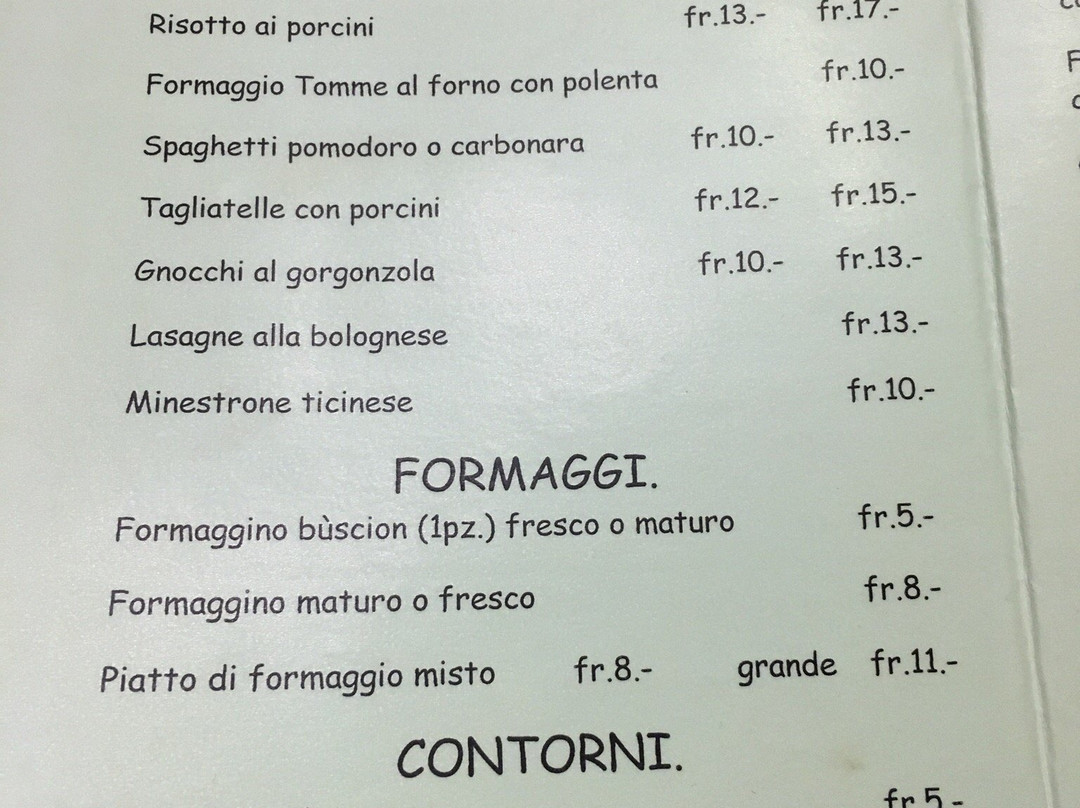 Risotto ai porcini fr.13.- fr.17.-
Formaggio Tomme al forno con polenta fr.10.-
Spaghetti pomodoro o carbonara fr.10.- fr.13.-
Tagliatelle con porcini fr.12.- fr.15.-
Gnocchi al gorgonzola fr.10.- fr.13.-
Lasagne alla bolognese fr.13.-
Minestrone ticinese fr.10.-
FORMAGGI.
Formaggino bùscion (1pz.) fresco o maturo fr.5.-
Formaggino maturo o fresco fr.8.-
Piatto di formaggio misto fr.8.- grande fr.11.-
CONTORNI.
fr.5.-